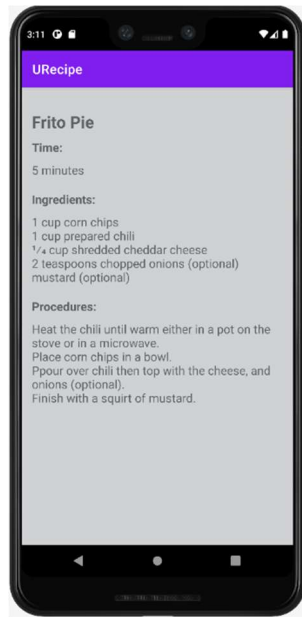 3:11
URecipe
Frito Pie
Time:
5 minutes
Ingredients:
1 cup corn chips
1 cup prepared chili
¼ cup shredded cheddar cheese
2 teaspoons chopped onions (optional)
mustard (optional)
Procedures:
Heat the chili until warm either in a pot on the
stove or in a microwave.
Place corn chips in a bowl.
Ppour over chili then top with the cheese, and
onions (optional).
Finish with a squirt of mustard.